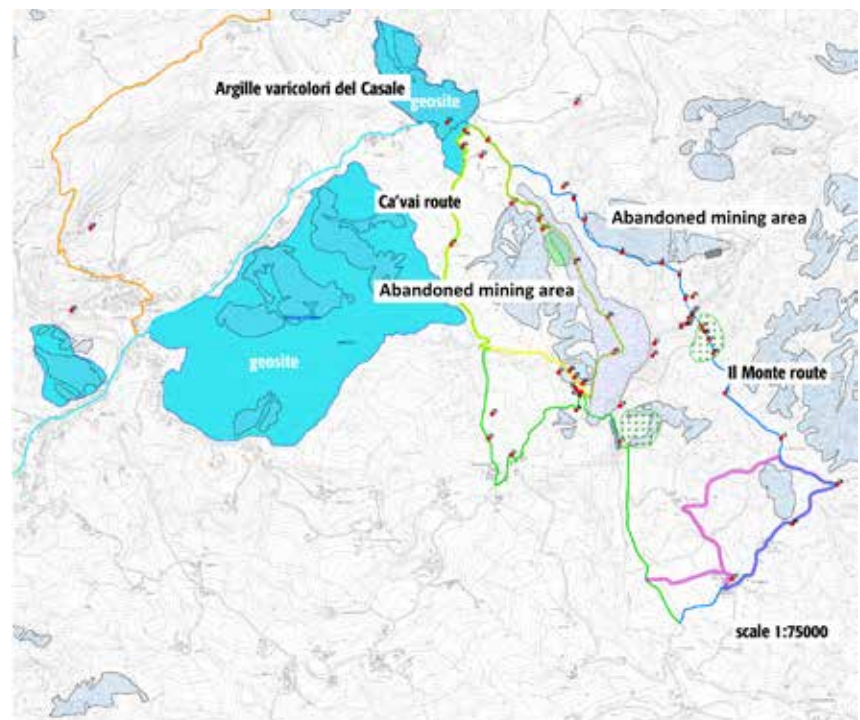 Argille varicolori del Casale
geosite
Ca'vai route
Abandoned mining area
Abandoned mining area
geosite
Il Monte route
scale 1:75000